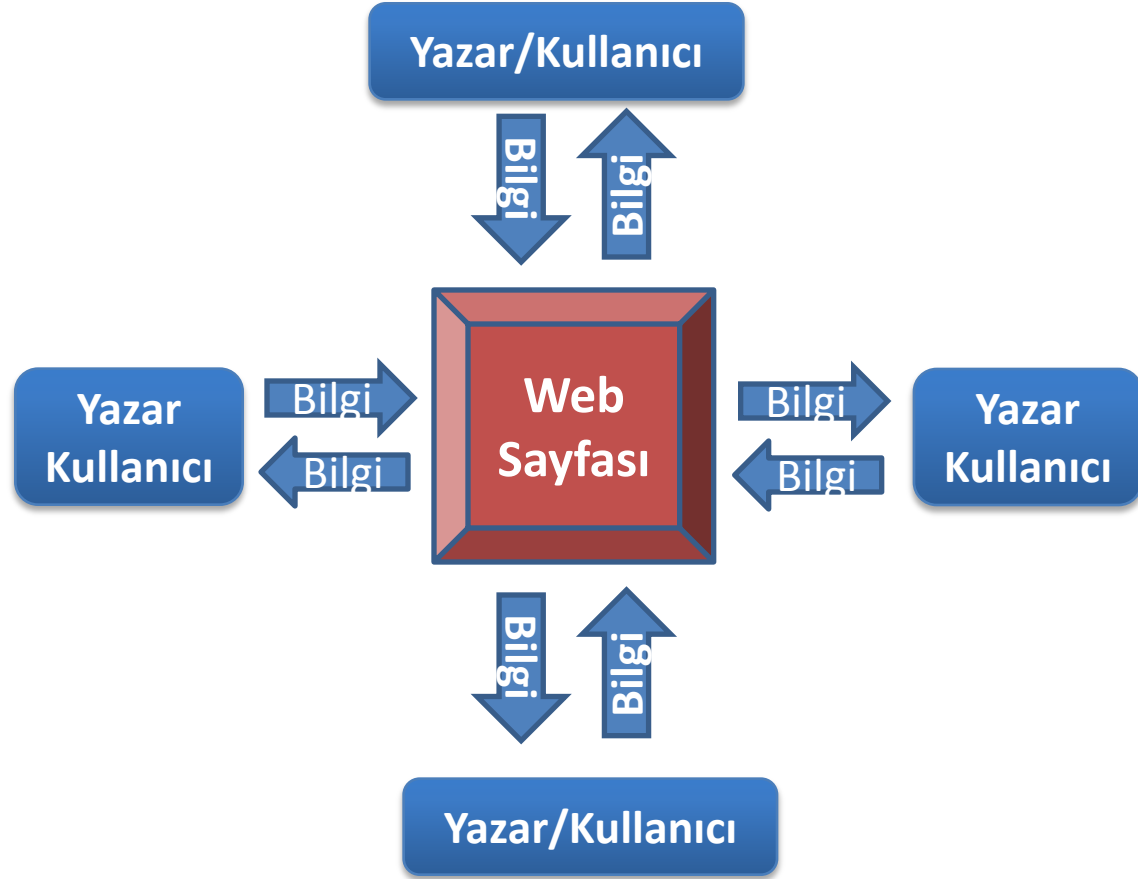 Yazar/Kullanıcı
Bilgi
Bilgi
Yazar
Kullanıcı
Bilgi
Bilgi
Web
Sayfası
Bilgi
Bilgi
Yazar
Kullanıcı
Bilgi
Bilgi
Yazar/Kullanıcı